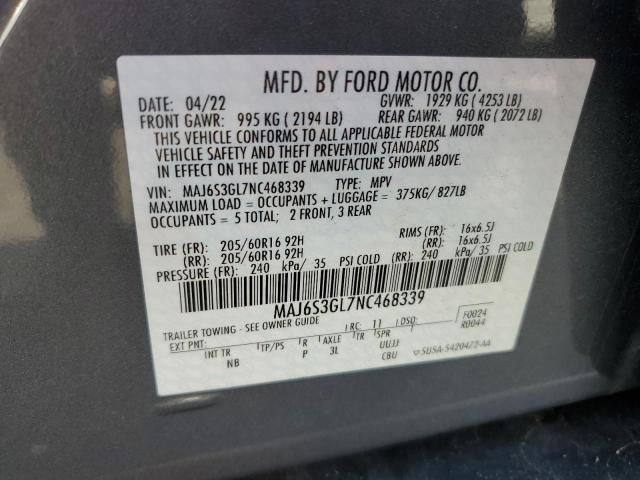 MFD. BY FORD MOTOR CO.
DATE: 04/22 GVWR: 1929 KG ( 4253 LB)
FRONT GAWR: 995 KG ( 2194 LB) REAR GAWR: 940 KG ( 2072 LB)
THIS VEHICLE CONFORMS TO ALL APPLICABLE FEDERAL MOTOR
VEHICLE SAFETY AND THEFT PREVENTION STANDARDS
IN EFFECT ON THE DATE OF MANUFACTURE SHOWN ABOVE.
VIN: MAJ6S3GL7NC468339 TYPE: MPV
MAXIMUM LOAD = OCCUPANTS + LUGGAGE = 375KG/ 827LB
OCCUPANTS = 5 TOTAL; 2 FRONT, 3 REAR
TIRE (FR): 205/60R16 92H RIMS (FR): 16x6.5J
(RR): 205/60R16 92H (RR): 16x6.5J
PRESSURE (FR): 240 kPa/ 35 PSI COLD (RR): 240 kPa/ 35 PSI COLD
MAJ6S3GL7NC468339
TRAILER TOWING - SEE OWNER GUIDE
F0024
R0044
EXT PNT: RC: 11 DSO:
INT TR TP/PS R AXLE TR SPR
NB P 3L UUJJ
CBU